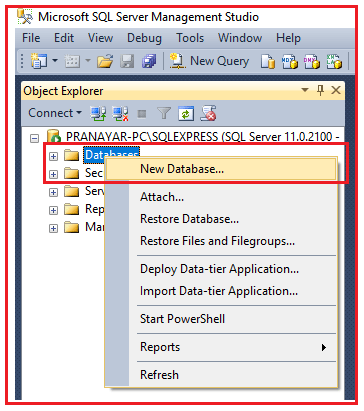 Microsoft SQL Server Management Studio
File Edit View Debug Tools Window Help
New Query
Object Explorer
Connect
PRANAYAR-PC\SQLEXPRESS (SQL Server 11.0.2100 -
Databases
New Database...
Sec
Attach...
Serv
Restore Database...
Rep
Restore Files and Filegroups...
Man
Deploy Data-tier Application...
Import Data-tier Application...
Start PowerShell
Reports
Refresh